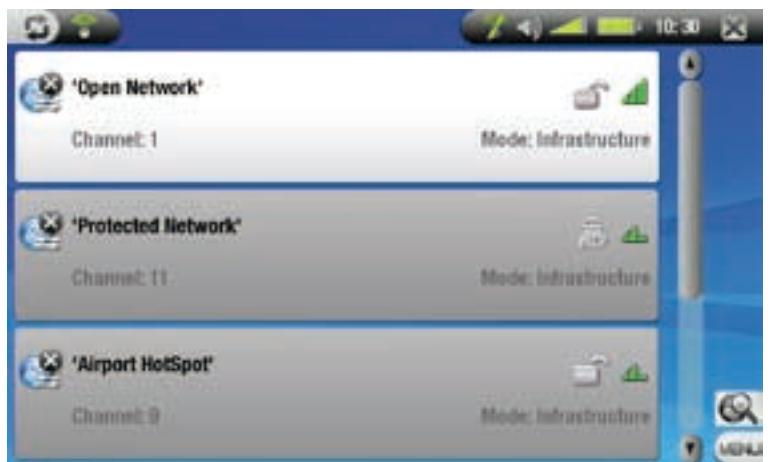 10:30
'Open Network'
Channel: 1 Mode: Infrastructure
'Protected Network'
Channel: 11 Mode: Infrastructure
'Airport HotSpot'
Channel: 9 Mode: Infrastructure
MENU